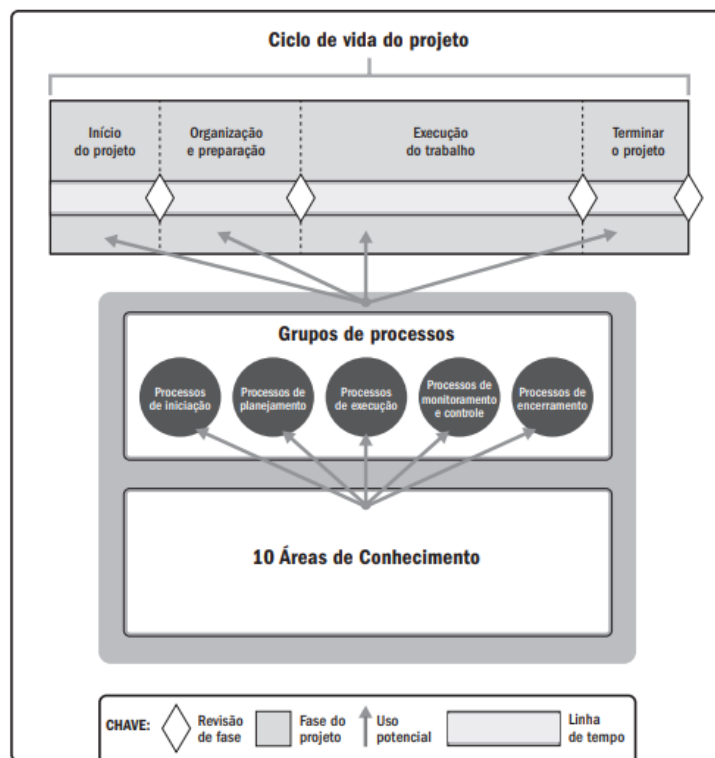 Ciclo de vida do projeto
Início
do projeto
Organização
e preparação
Execução
do trabalho
Terminar
o projeto
Grupos de processos
Processos
de iniciação
Processos de
planejamento
Processos
de execução
Processos de
monitoramento
e controle
Processos de
encerramento
10 Áreas de Conhecimento
CHAVE:
Revisão
de fase
Fase do
projeto
Uso
potencial
Linha
de tempo